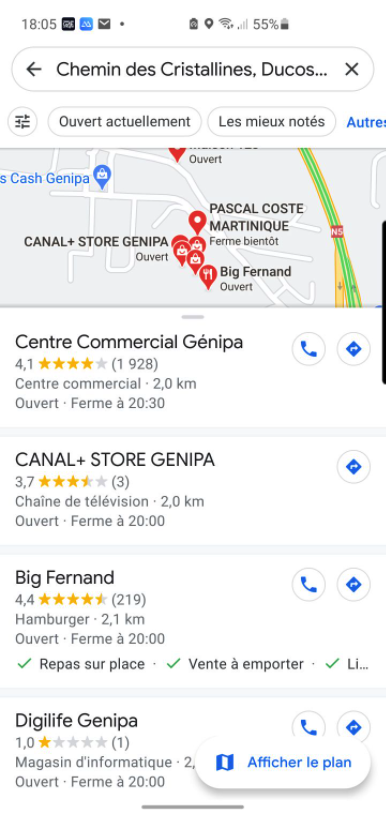 18:05
55%
Chemin des Cristallines, Ducos...
Ouvert actuellement
Les mieux notés
Autres
Ouvert
s Cash Genipa
PASCAL COSTE
MARTINIQUE
Ferme bientôt
CANAL+ STORE GENIPA
Ouvert
N5
Big Fernand
Ouvert
Centre Commercial Génipa
4,1 (1 928)
Centre commercial · 2,0 km
Ouvert · Ferme à 20:30
CANAL+ STORE GENIPA
3,7 (3)
Chaîne de télévision · 2,0 km
Ouvert · Ferme à 20:00
Big Fernand
4,4 (219)
Hamburger · 2,1 km
Ouvert · Ferme à 20:00
Repas sur place · Vente à emporter · Li...
Digilife Genipa
1,0 (1)
Magasin d'informatique · 2,
Ouvert · Ferme à 20:00
Afficher le plan